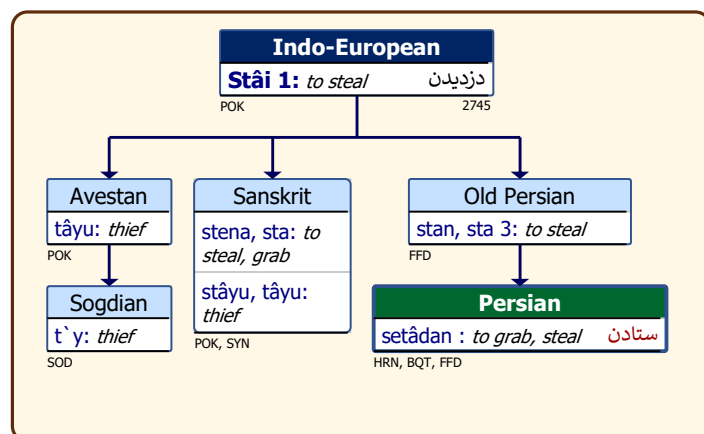 Indo-European
Stâi 1: to steal دزدیدن
POK 2745
Avestan
tâyu: thief
POK
Sanskrit
stena, sta: to
steal, grab
stâyu, tâyu:
thief
POK, SYN
Old Persian
stan, sta 3: to steal
FFD
Sogdian
t`y: thief
SOD
Persian
setâdan : to grab, steal ستادن
HRN, BQT, FFD